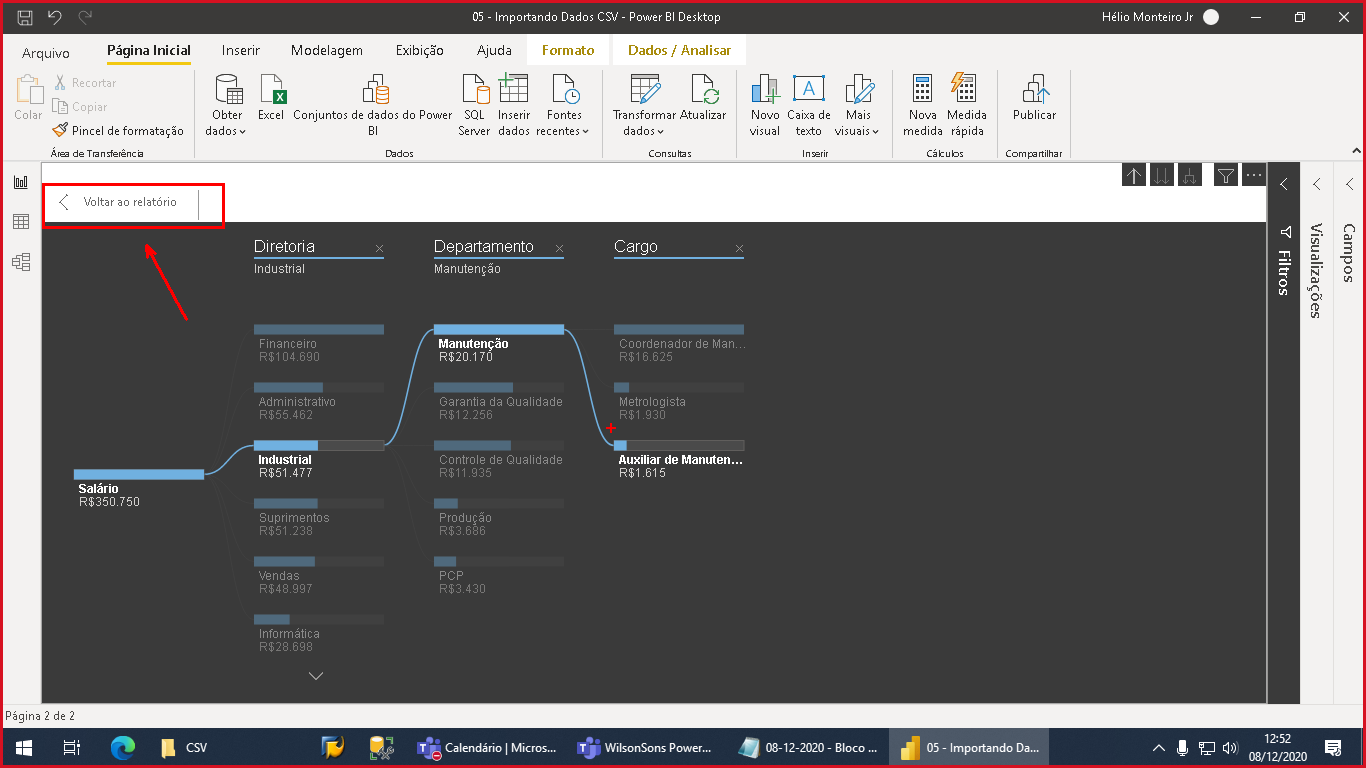 05 - Importando Dados CSV - Power BI Desktop
Hélio Monteiro Jr
Arquivo
Página Inicial
Inserir
Modelagem
Exibição
Ajuda
Formato
Dados / Analisar
Colar
Recortar
Copiar
Pincel de formatação
Área de Transferência
Obter
dados
Excel
Conjuntos de dados do Power
BI
SQL
Server
Inserir
dados
Fontes
recentes
Dados
Transformar
dados
Atualizar
Consultas
Novo
visual
Caixa de
texto
Mais
visuais
Inserir
Nova
medida
Medida
rápida
Cálculos
Publicar
Compartilhar
Voltar ao relatório
Filtros
Visualizações
Campos
Diretoria
Industrial
Departamento
Manutenção
Cargo
Salário
R$350.750
Financeiro
R$104.690
Administrativo
R$55.462
Industrial
R$51.477
Suprimentos
R$51.238
Vendas
R$48.997
Informática
R$28.698
Manutenção
R$20.170
Garantia da Qualidade
R$12.256
Controle de Qualidade
R$11.935
Produção
R$3.686
PCP
R$3.430
Coordenador de Man...
R$16.625
Metrologista
R$1.930
Auxiliar de Manuten...
R$1.615
Página 2 de 2
CSV
Calendário | Micros...
WilsonSons Power...
08-12-2020 - Bloco ...
05 - Importando Da...
12:52
08/12/2020